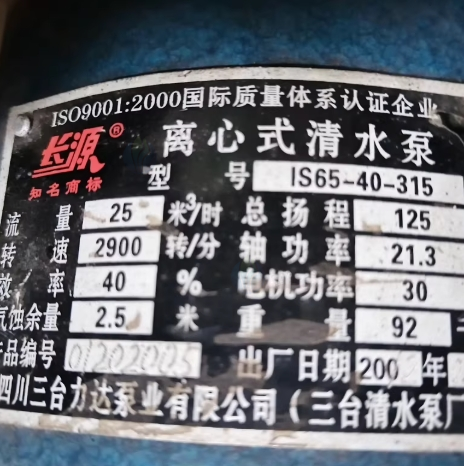 ISO9001:2000国际质量体系认证企业
长源® 离心式清水泵
知名商标 型 号 IS65-40-315
流 量 25 米³/时 总 扬 程 125
转 速 2900 转/分 轴 功 率 21.3
效 率 40 % 电机功率 30
气蚀余量 2.5 米 重 量 92 千
产品编号 出厂日期 200 年
四川三台力达泵业有限公司（三台清水泵厂